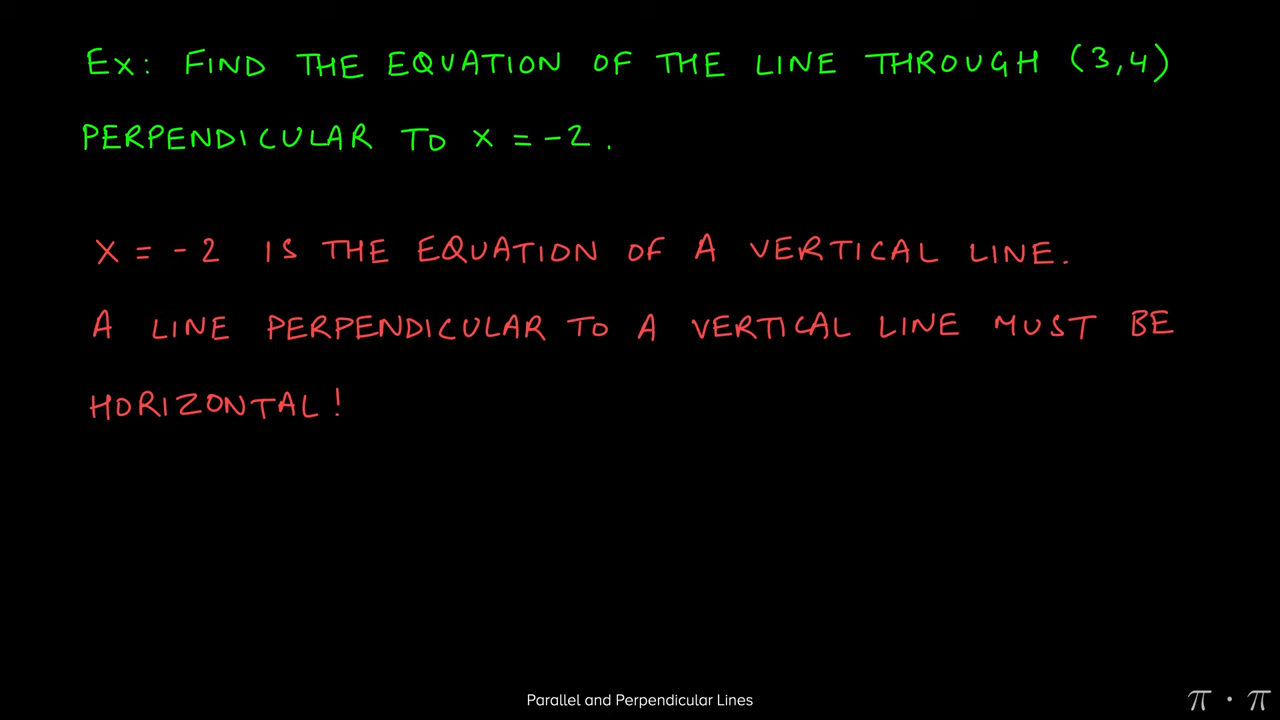 EX: FIND THE EQUATION OF THE LINE THROUGH (3,4)
PERPENDICULAR TO X = -2.
X = -2 IS THE EQUATION OF A VERTICAL LINE.
A LINE PERPENDICULAR TO A VERTICAL LINE MUST BE
HORIZONTAL!
Parallel and Perpendicular Lines
π · π